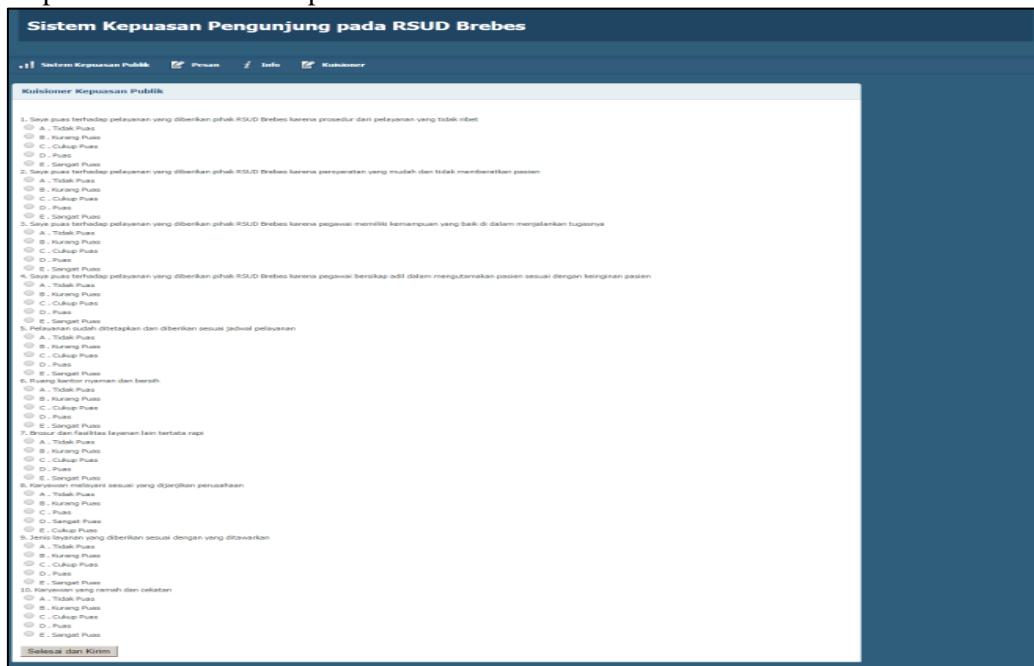 Sistem Kepuasan Pengunjung pada RSUD Brebes
Sistem Kepuasan Publik Pesan Info Kuisioner
Kuisioner Kepuasan Publik
1. Saya puas terhadap pelayanan yang diberikan pihak RSUD Brebes karena prosedur dari pelayanan yang tidak ribet
A . Tidak Puas
B . Kurang Puas
C . Cukup Puas
D . Puas
E . Sangat Puas
2. Saya puas terhadap pelayanan yang diberikan pihak RSUD Brebes karena persyaratan yang mudah dan tidak memberatkan pasien
A . Tidak Puas
B . Kurang Puas
C . Cukup Puas
D . Puas
E . Sangat Puas
3. Saya puas terhadap pelayanan yang diberikan pihak RSUD Brebes karena pegawai memiliki kemampuan yang baik di dalam menjalankan tugasnya
A . Tidak Puas
B . Kurang Puas
C . Cukup Puas
D . Puas
E . Sangat Puas
4. Saya puas terhadap pelayanan yang diberikan pihak RSUD Brebes karena pegawai bersikap adil dalam mengutamakan pasien sesuai dengan keinginan pasien
A . Tidak Puas
B . Kurang Puas
C . Cukup Puas
D . Puas
E . Sangat Puas
5. Pelayanan sudah ditetapkan dan diberikan sesuai jadwal pelayanan
A . Tidak Puas
B . Kurang Puas
C . Cukup Puas
D . Puas
E . Sangat Puas
6. Ruang kantor nyaman dan bersih
A . Tidak Puas
B . Kurang Puas
C . Cukup Puas
D . Puas
E . Sangat Puas
7. Brosur dan fasilitas layanan lain tertata rapi
A . Tidak Puas
B . Kurang Puas
C . Cukup Puas
D . Puas
E . Sangat Puas
8. Karyawan melayani sesuai yang dijanjikan perusahaan
A . Tidak Puas
B . Kurang Puas
C . Puas
D . Sangat Puas
E . Cukup Puas
9. Jenis layanan yang diberikan sesuai dengan yang ditawarkan
A . Tidak Puas
B . Kurang Puas
C . Cukup Puas
D . Puas
E . Sangat Puas
10. Karyawan yang ramah dan cekatan
A . Tidak Puas
B . Kurang Puas
C . Cukup Puas
D . Puas
E . Sangat Puas
Selesai dan Kirim